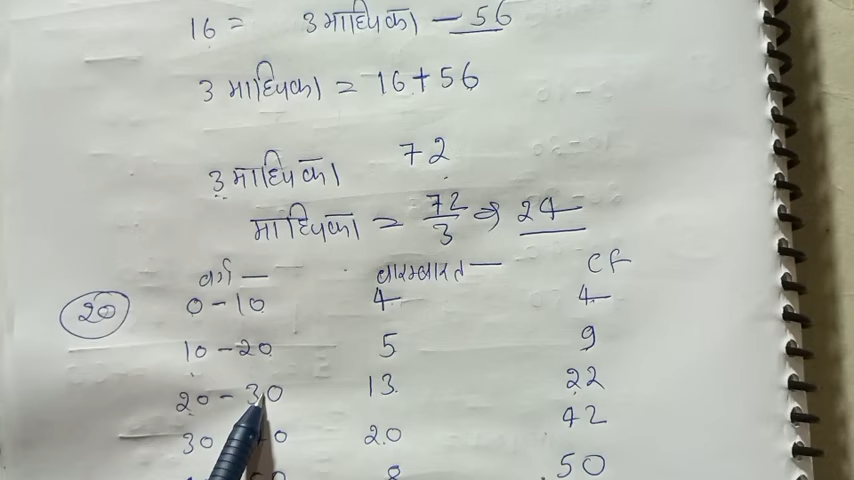 16 = 3 माध्यिका - 56
3 माध्यिका = 16 + 56
3 माध्यिका 72
माध्यिका = 72/3 ⇒ 24
वर्ग - बारम्बारत - CF
20 0-10 4 4
10-20 5 9
20-30 13 22
30 40 20 42
8 50